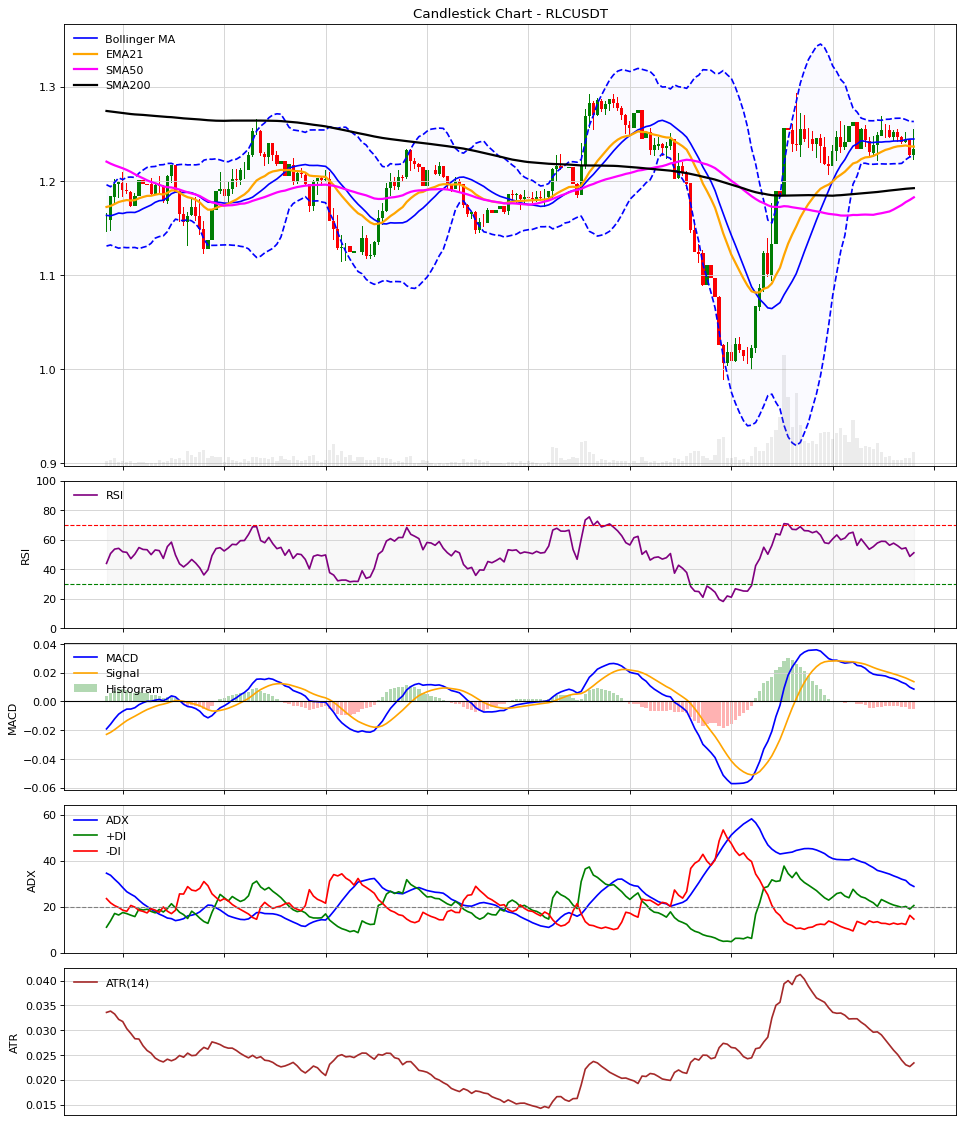 Candlestick Chart - RLCUSDT
Bollinger MA
EMA21
SMA50
SMA200
1.3
1.2
1.1
1.0
0.9
RSI
100
80
60
40
20
0
RSI
MACD
Signal
Histogram
0.04
0.02
0.00
−0.02
−0.04
−0.06
MACD
ADX
+DI
-DI
60
40
20
0
ADX
ATR(14)
0.040
0.035
0.030
0.025
0.020
0.015
ATR